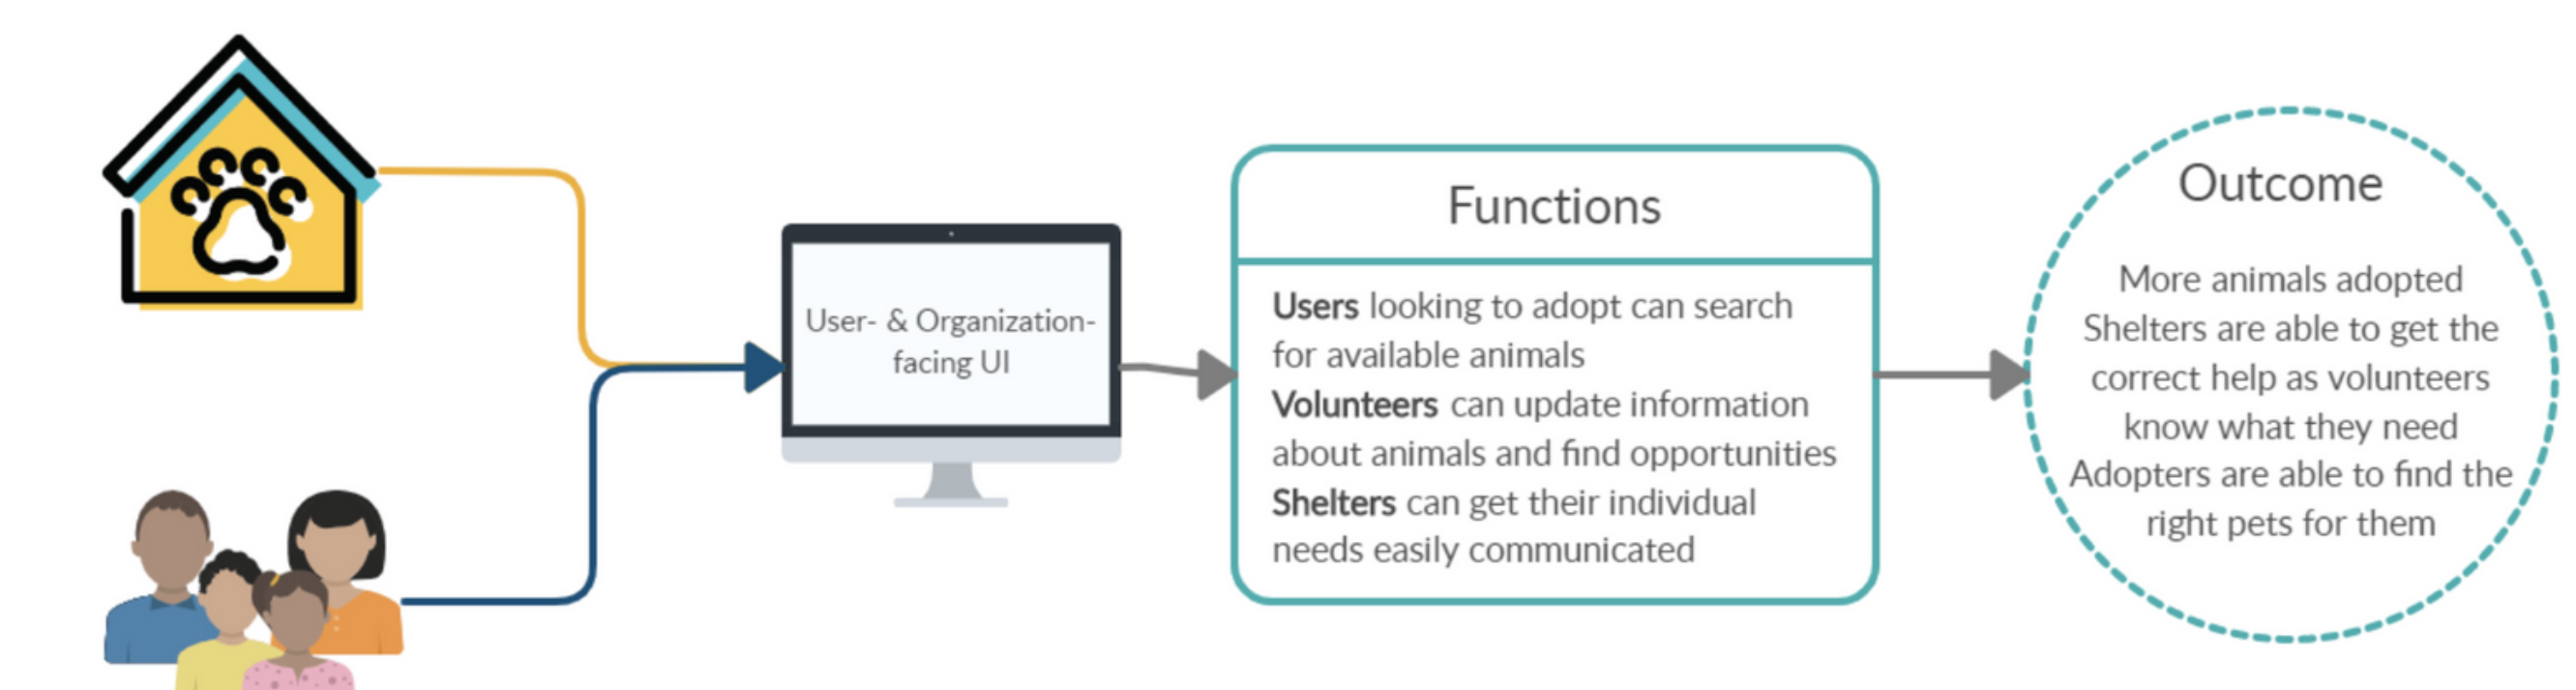 User- & Organization-
facing UI
Functions
Users looking to adopt can search
for available animals
Volunteers can update information
about animals and find opportunities
Shelters can get their individual
needs easily communicated
Outcome
More animals adopted
Shelters are able to get the
correct help as volunteers
know what they need
Adopters are able to find the
right pets for them